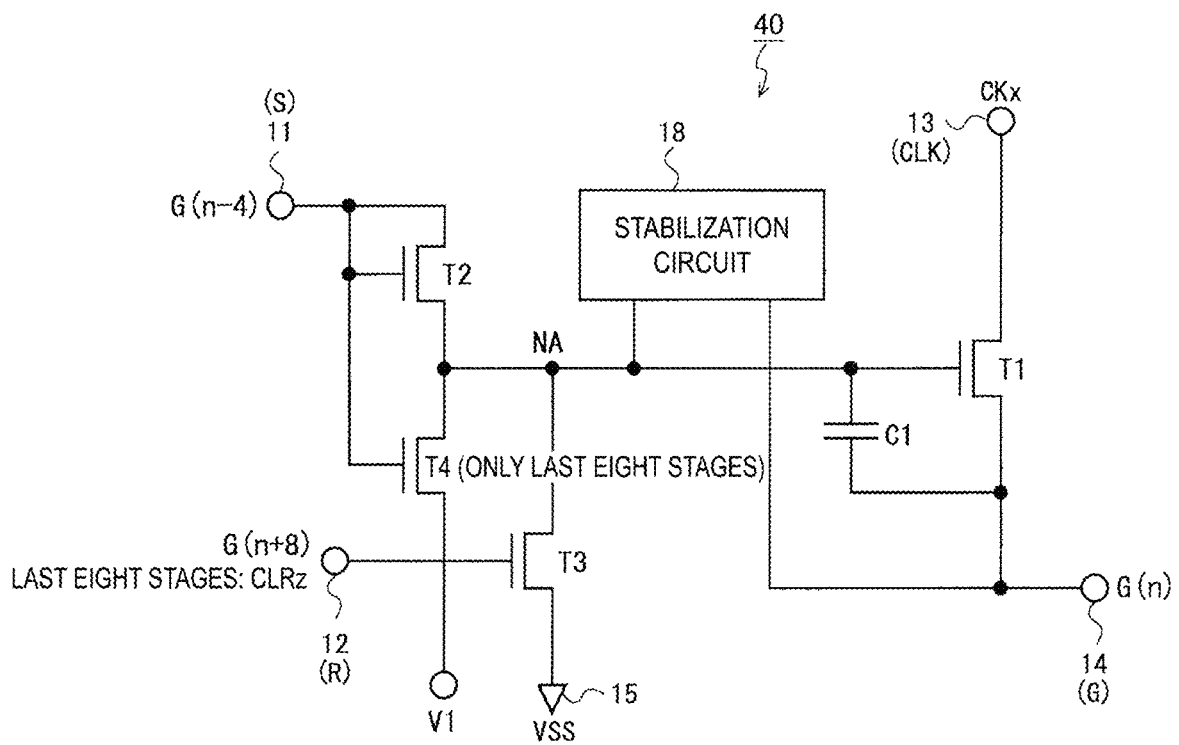 40
(S)
11
G(n-4)
T2
18
STABILIZATION
CIRCUIT
CKx
13
(CLK)
NA
T1
C1
T4 (ONLY LAST EIGHT STAGES)
G(n+8)
LAST EIGHT STAGES: CLRz
12
(R)
T3
V1
15
VSS
G(n)
14
(G)